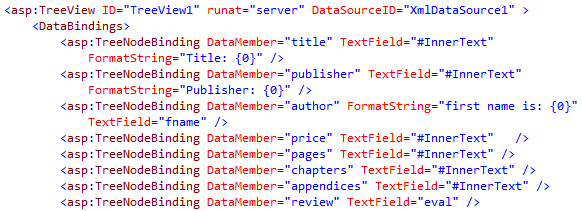 <asp:TreeView ID="TreeView1" runat="server" DataSourceID="XmlDataSource1" >
<DataBindings>
<asp:TreeNodeBinding DataMember="title" TextField="#InnerText"
FormatString="Title: {0}" />
<asp:TreeNodeBinding DataMember="publisher" TextField="#InnerText"
FormatString="Publisher: {0}" />
<asp:TreeNodeBinding DataMember="author" FormatString="first name is: {0}"
TextField="fname" />
<asp:TreeNodeBinding DataMember="price" TextField="#InnerText"   />
<asp:TreeNodeBinding DataMember="pages" TextField="#InnerText" />
<asp:TreeNodeBinding DataMember="chapters" TextField="#InnerText" />
<asp:TreeNodeBinding DataMember="appendices" TextField="#InnerText" />
<asp:TreeNodeBinding DataMember="review" TextField="eval" />